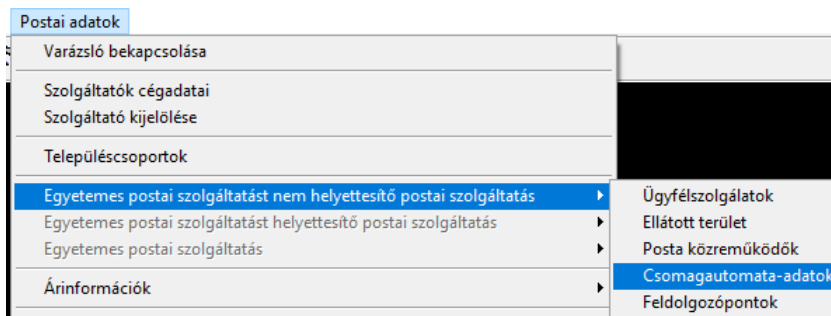 Postai adatok
Varázsló bekapcsolása
Szolgáltatók cégadatai
Szolgáltató kijelölése
Településcsoportok
Egyetemes postai szolgáltatást nem helyettesítő postai szolgáltatás
Egyetemes postai szolgáltatást helyettesítő postai szolgáltatás
Egyetemes postai szolgáltatás
Árinformációk
Ügyfélszolgálatok
Ellátott terület
Posta közreműködők
Csomagautomata-adatok
Feldolgozópontok